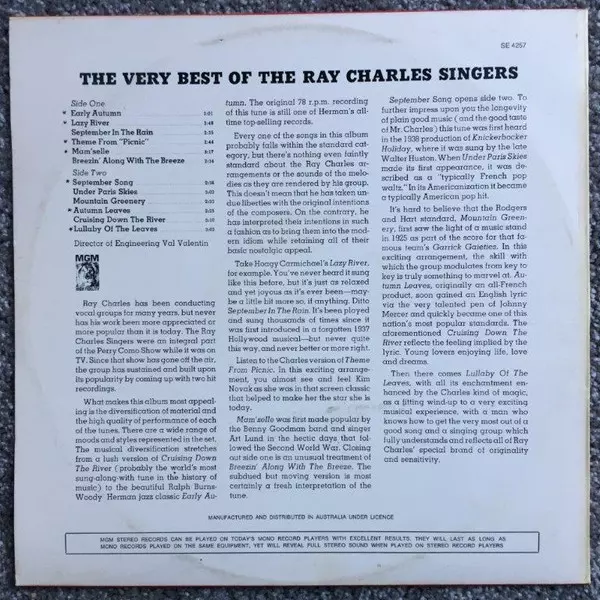 SE 4257
THE VERY BEST OF THE RAY CHARLES SINGERS
Side One
★ Early Autumn
★ Lazy River
September In The Rain
★ Theme From "Picnic"
★ Mam'selle
Breezin' Along With The Breeze
Side Two
★ September Song
Under Paris Skies
Mountain Greenery
★ Autumn Leaves
Cruising Down The River
★ Lullaby Of The Leaves
Director of Engineering Val Valentin
MGM
Ray Charles has been conducting
vocal groups for many years, but never
has his work been more appreciated or
more popular than it is today. The Ray
Charles Singers were an integral part
of the Perry Como Show while it was on
TV. Since that show has gone off the air,
the group has sustained and built upon
its popularity by coming up with two hit
recordings.
What makes this album most appeal-
ing is the diversification of material and
the high quality of performance of each
of the tunes. There are a wide range of
moods and styles represented in the set.
The musical diversification stretches
from a lush version of Cruising Down
The River (probably the world's most
sung-along-with tune in the history of
music) to the beautiful Ralph Burns-
Woody Herman jazz classic Early Au-
tumn. The original 78 r.p.m. recording
of this tune is still one of Herman's all-
time top-selling records.
Every one of the songs in this album
probably falls within the standard cat-
egory, but there's nothing even faintly
standard about the Ray Charles ar-
rangements or the sounds of the melo-
dies as they are rendered by his group.
This doesn't mean that he has taken un-
due liberties with the original intentions
of the composers. On the contrary, he
has interpreted their intentions in such
a fashion as to bring them into the mod-
ern idiom while retaining all of their
basic nostalgic appeal.
Take Hoagy Carmichael's Lazy River,
for example. You've never heard it sung
like this before, but it's just as relaxed
and yet joyous as it's ever been—may-
be a little bit more so, if anything. Ditto
September In The Rain. It's been played
and sung thousands of times since it
was first introduced in a forgotten 1937
Hollywood musical—but never quite
this way, and never better or more right.
Listen to the Charles version of Theme
From Picnic. In this exciting arrange-
ment, you almost see and feel Kim
Novak as she was in that screen classic
that helped to make her the star she is
today.
Mam'selle was first made popular by
the Benny Goodman band and singer
Art Lund in the hectic days that fol-
lowed the Second World War. Closing
out side one is an unusual treatment of
Breezin' Along With The Breeze. The
subdued but moving version is most
certainly a fresh interpretation of the
tune.
September Song opens side two. To
further impress upon you the longevity
of plain good music (and the good taste
of Mr. Charles) this tune was first heard
in the 1938 production of Knickerbocker
Holiday, where it was sung by the late
Walter Huston. When Under Paris Skies
made its first appearance, it was de-
scribed as a "typically French pop
waltz." In its Americanization it became
a typically American pop hit.
It's hard to believe that the Rodgers
and Hart standard, Mountain Green-
ery, first saw the light of a music stand
in 1925 as part of the score for that fa-
mous team's Garrick Gaieties. In this
exciting arrangement, the skill with
which the group modulates from key to
key is truly something to marvel at. Au-
tumn Leaves, originally an all-French
product, soon gained an English lyric
via the very talented pen of Johnny
Mercer and quickly became one of this
nation's most popular standards. The
aforementioned Cruising Down The
River reflects the feeling implied by the
lyric. Young lovers enjoying life, love
and dreams.
Then there comes Lullaby Of The
Leaves, with all its enchantment en-
hanced by the Charles kind of magic,
as a fitting wind-up to a very exciting
musical experience, with a man who
knows how to get the very most out of a
good song and a singing group which
fully understands and reflects all of Ray
Charles' special brand of originality
and sensitivity.
MANUFACTURED AND DISTRIBUTED IN AUSTRALIA UNDER LICENCE
MGM STEREO RECORDS CAN BE PLAYED ON TODAY'S MONO RECORD PLAYERS WITH EXCELLENT RESULTS. THEY WILL LAST AS LONG AS
MONO RECORDS PLAYED ON THE SAME EQUIPMENT, YET WILL REVEAL FULL STEREO SOUND WHEN PLAYED ON STEREO RECORD PLAYERS